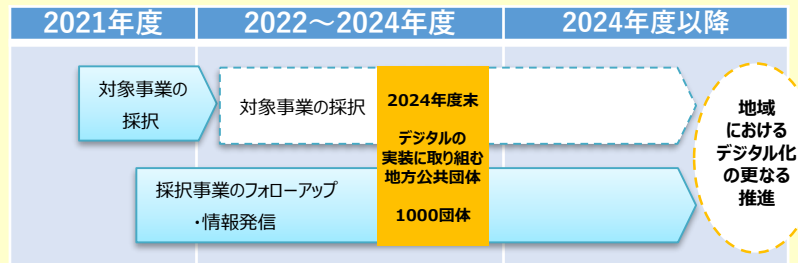 2021年度
2022～2024年度
2024年度以降
対象事業の
採択
対象事業の採択
2024年度末
デジタルの
実装に取り組む
地方公共団体
1000団体
採択事業のフォローアップ
・情報発信
地域
における
デジタル化
の更なる
推進